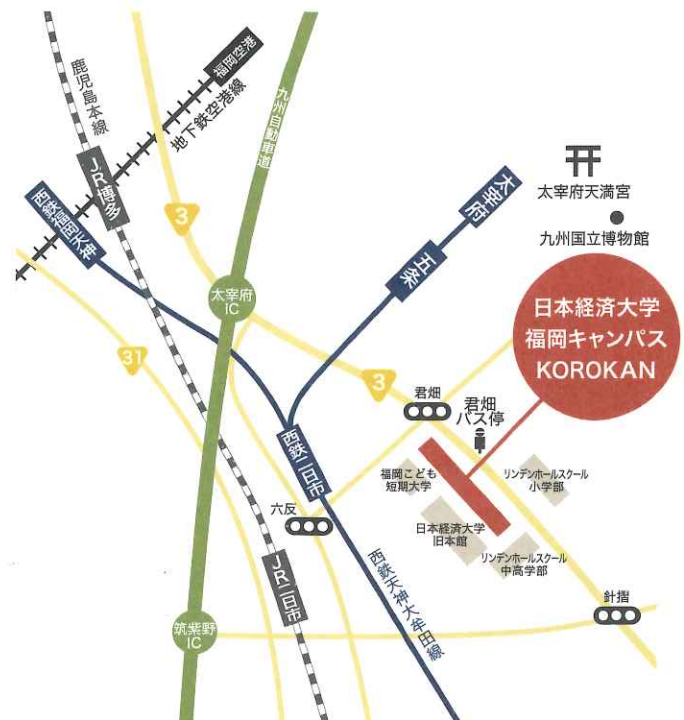 福岡空港
鹿児島本線
地下鉄空港線
九州自動車道
JR博多
西鉄福岡天神
3
太宰府
五条
太宰府天満宮
九州国立博物館
太宰府
IC
日本経済大学
福岡キャンパス
KOROKAN
31
3
君畑
君畑
バス停
西鉄二日市
福岡こども
短期大学
リンデンホールスクール
小学部
六反
日本経済大学
旧本館
リンデンホールスクール
中高学部
JR二日市
西鉄天神大牟田線
筑紫野
IC
針摺